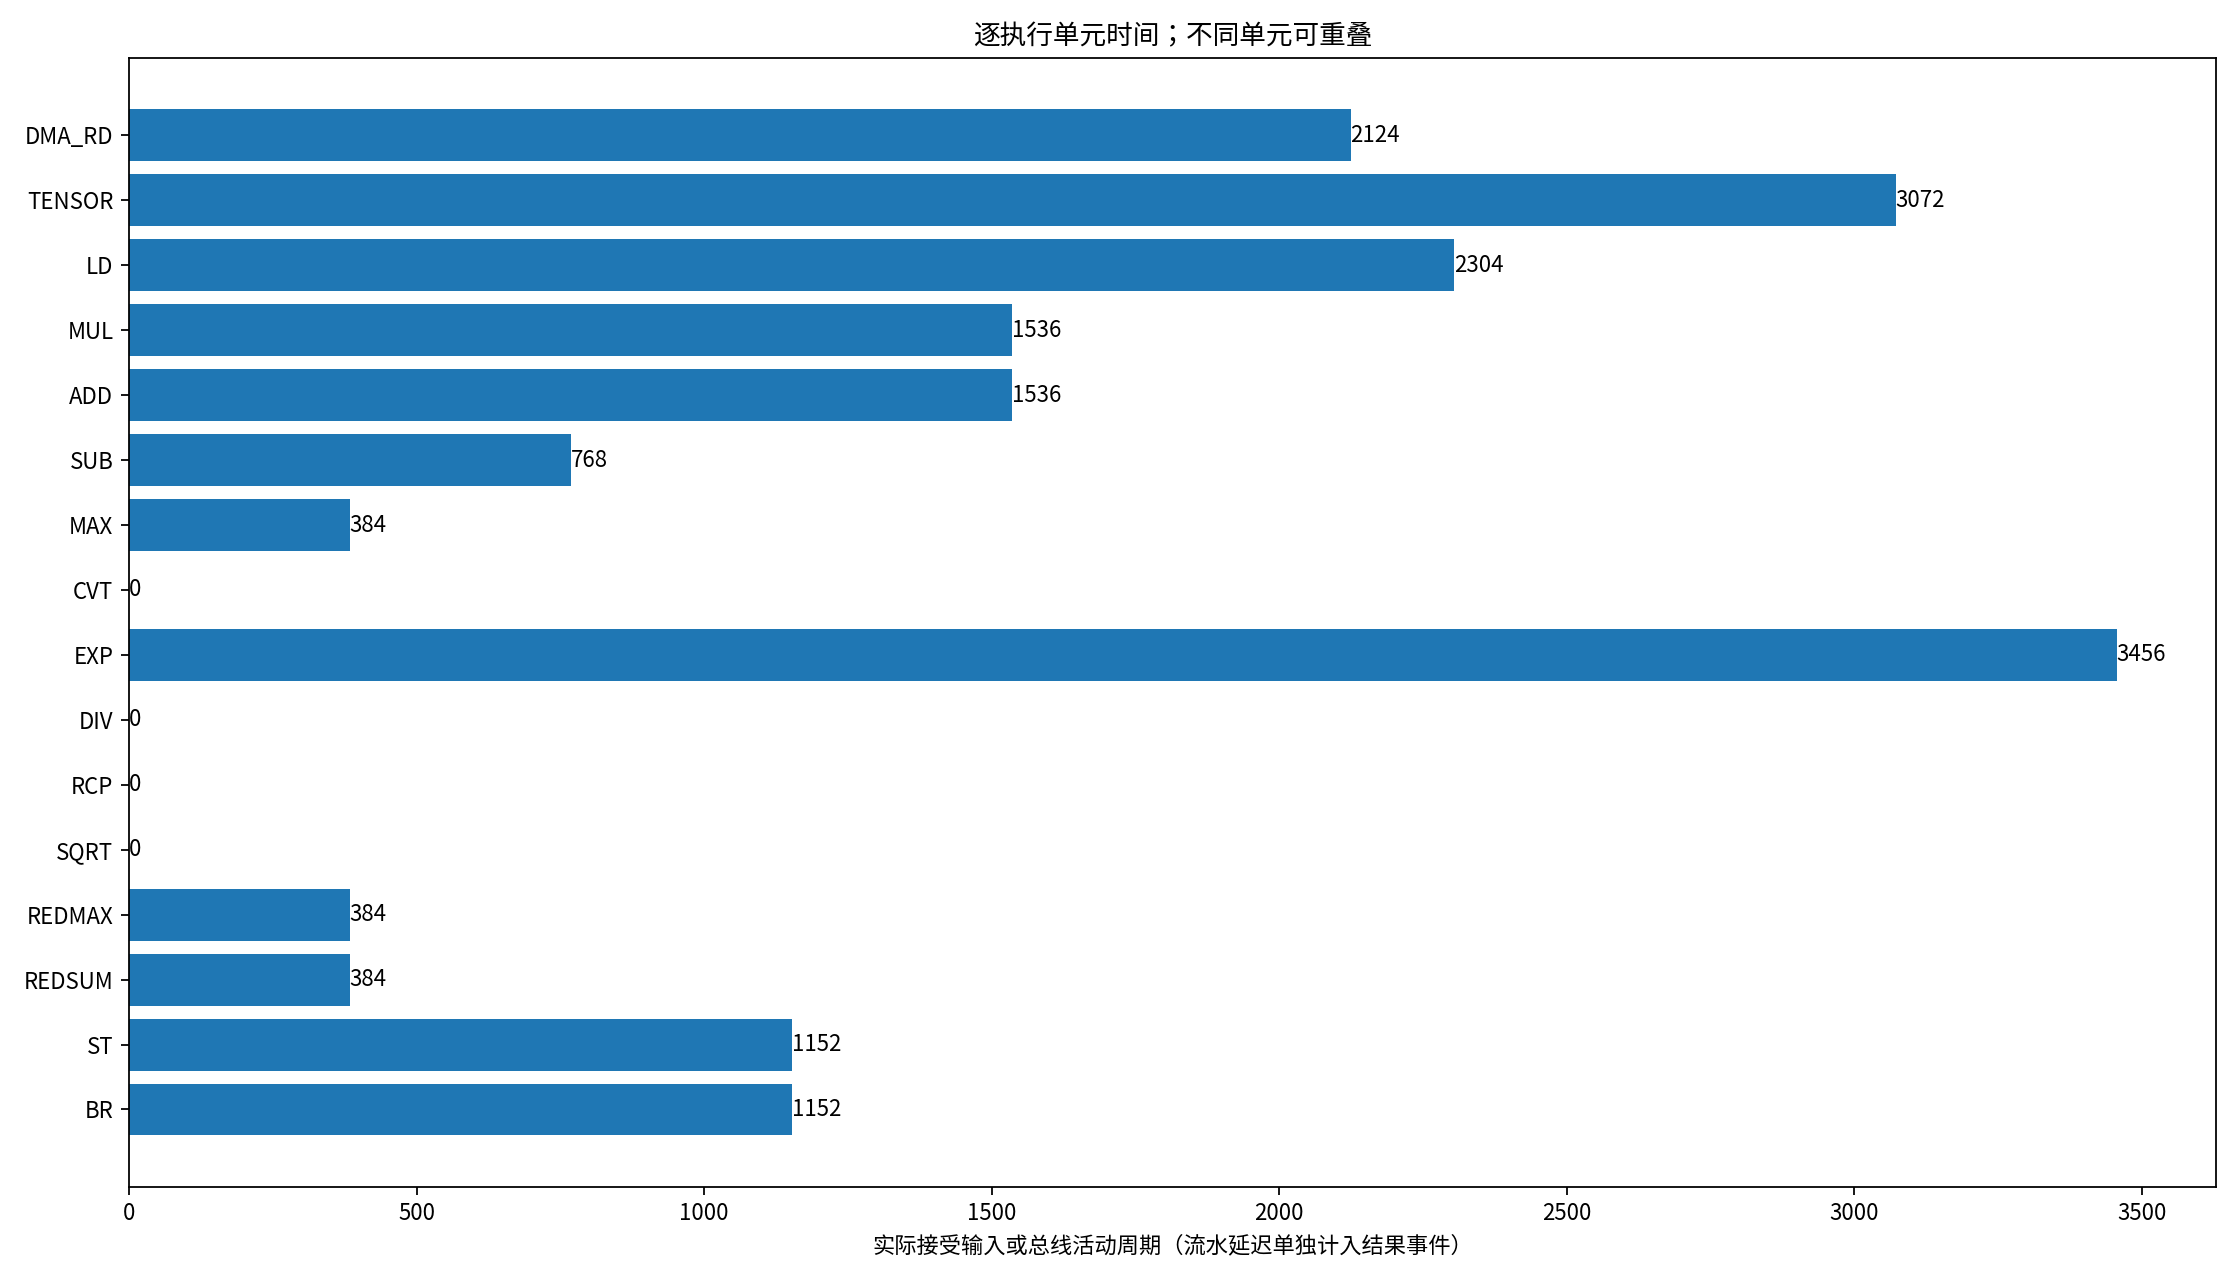 逐执行单元时间；不同单元可重叠
DMA_RD 2124
TENSOR 3072
LD 2304
MUL 1536
ADD 1536
SUB 768
MAX 384
CVT 0
EXP 3456
DIV 0
RCP 0
SQRT 0
REDMAX 384
REDSUM 384
ST 1152
BR 1152
0 500 1000 1500 2000 2500 3000 3500
实际接受输入或总线活动周期（流水延迟单独计入结果事件）